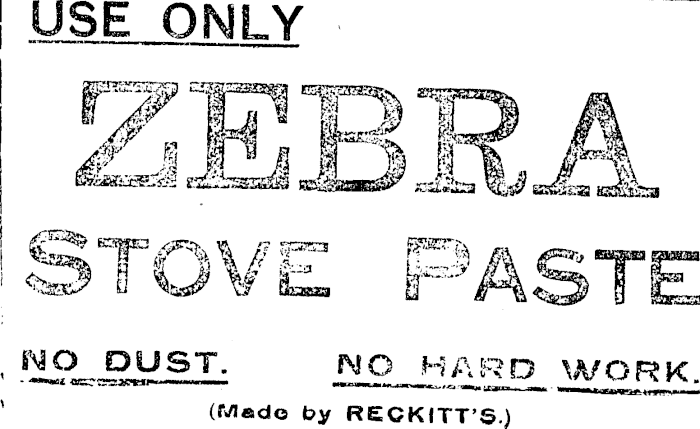 USE ONLY
ZEBRA
STOVE PASTE
NO DUST. NO HARD WORK.
(Made by RECKITT'S.)